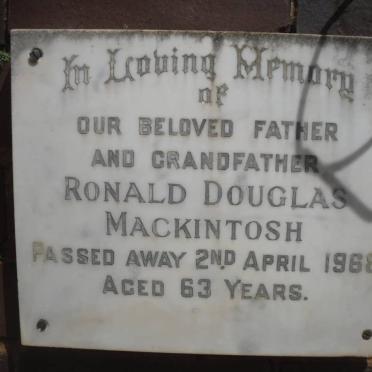 In Loving Memory
of
OUR BELOVED FATHER
AND GRANDFATHER
RONALD DOUGLAS
MACKINTOSH
PASSED AWAY 2ND APRIL 1968
AGED 63 YEARS.